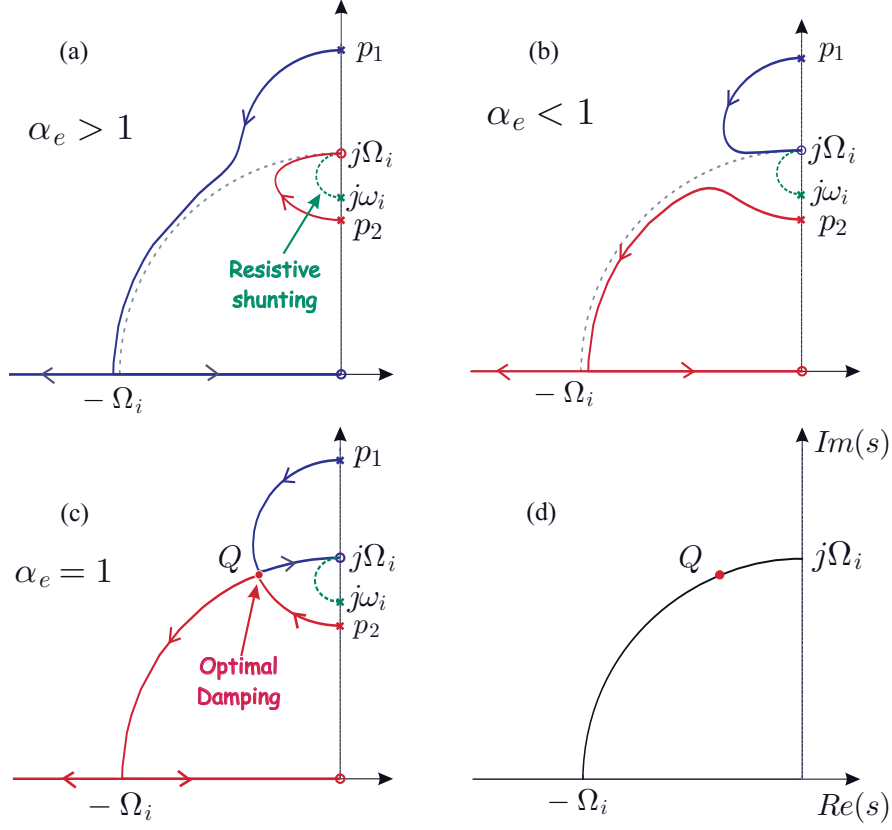 (a)
p₁
αₑ > 1
jΩᵢ
jωᵢ
p₂
Resistive
shunting
− Ωᵢ
(b)
p₁
αₑ < 1
jΩᵢ
jωᵢ
p₂
− Ωᵢ
(c)
p₁
Q
αₑ = 1
jΩᵢ
jωᵢ
p₂
Optimal
Damping
− Ωᵢ
(d)
Im(s)
Q
jΩᵢ
− Ωᵢ
Re(s)